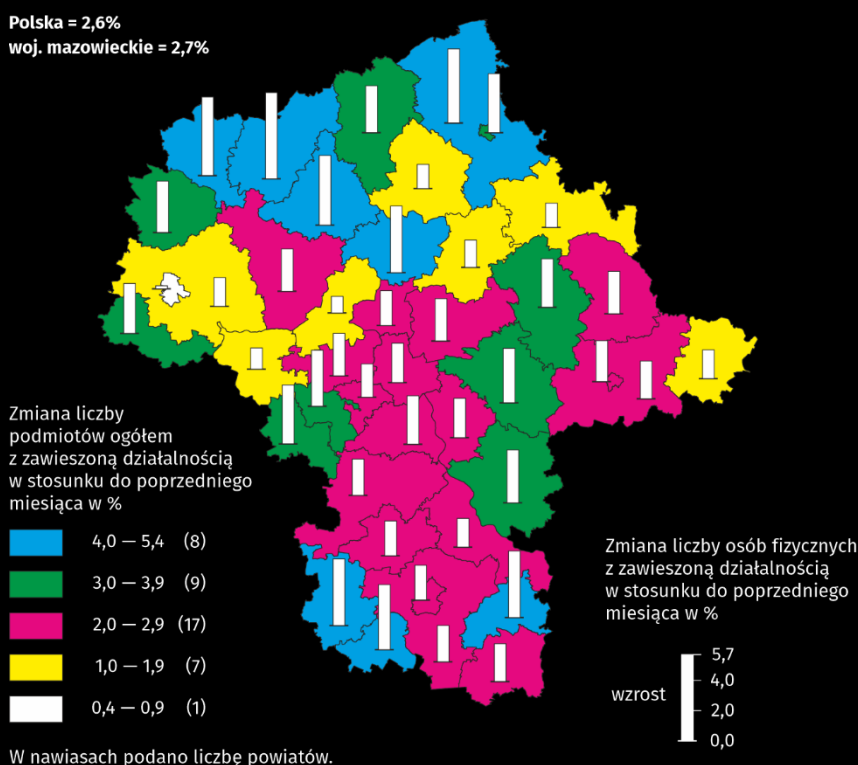 Polska = 2,6%
woj. mazowieckie = 2,7%
Zmiana liczby
podmiotów ogółem
z zawieszoną działalnością
w stosunku do poprzedniego
miesiąca w %
4,0 — 5,4 (8)
3,0 — 3,9 (9)
2,0 — 2,9 (17)
1,0 — 1,9 (7)
0,4 — 0,9 (1)
W nawiasach podano liczbę powiatów.
Zmiana liczby osób fizycznych
z zawieszoną działalnością
w stosunku do poprzedniego
miesiąca w %
wzrost
5,7
4,0
2,0
0,0